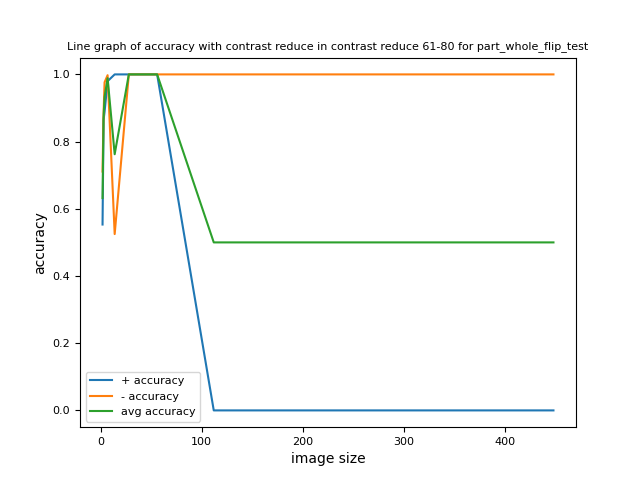 Line graph of accuracy with contrast reduce in contrast reduce 61-80 for part_whole_flip_test
1.0
0.8
0.6
0.4
0.2
0.0
accuracy
+ accuracy
- accuracy
avg accuracy
0 100 200 300 400
image size